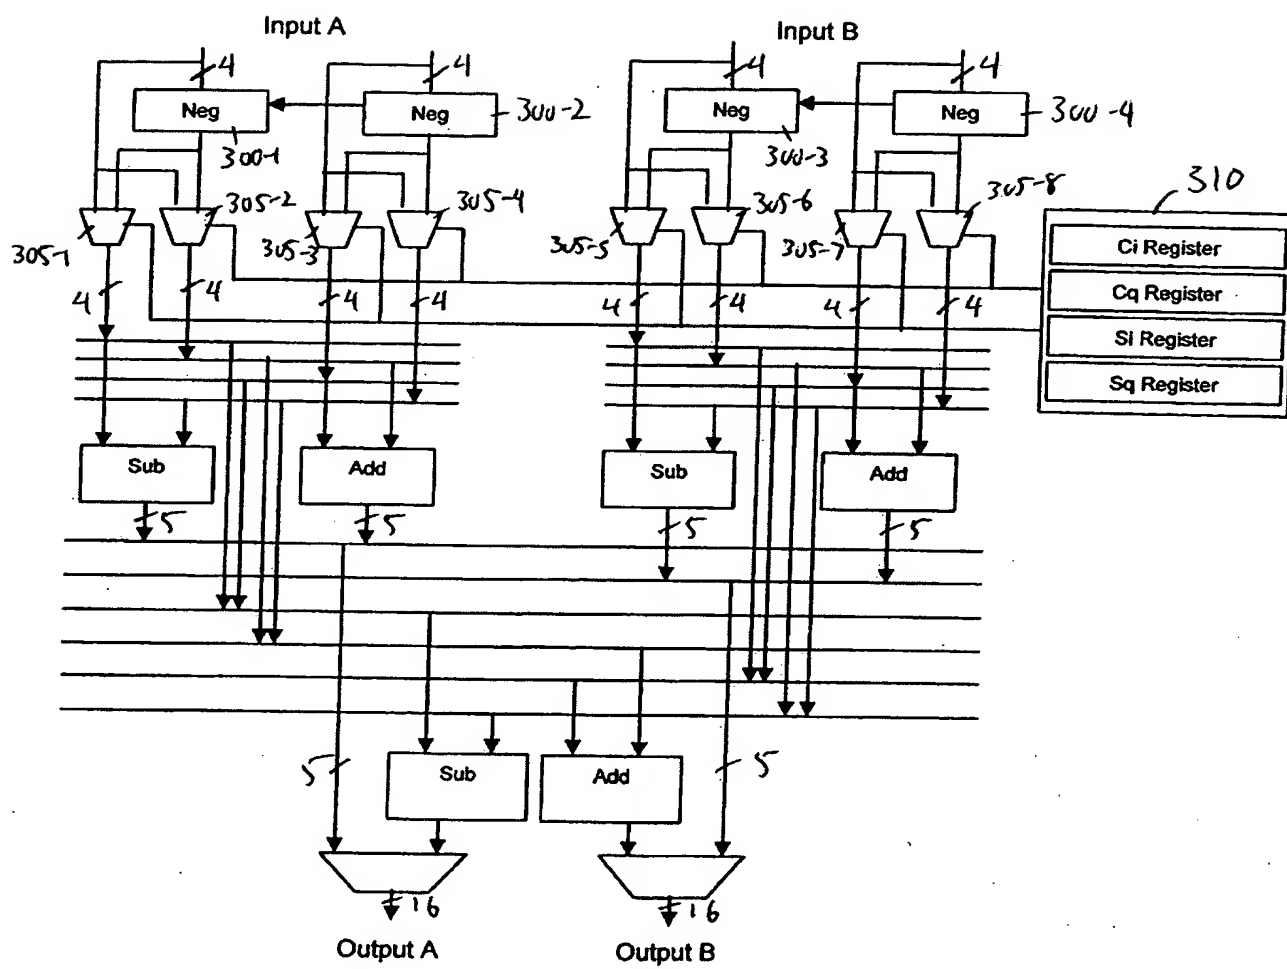 Input A
Input B
4
4
4
4
Neg
Neg
300-2
Neg
Neg
300-4
300-1
300-3
310
305-2
305-4
305-6
305-8
305-1
305-3
305-5
305-7
Ci Register
Cq Register
Si Register
Sq Register
4
4
4
4
4
4
4
4
Sub
Add
Sub
Add
5
5
5
5
5
Sub
Add
5
16
16
Output A
Output B